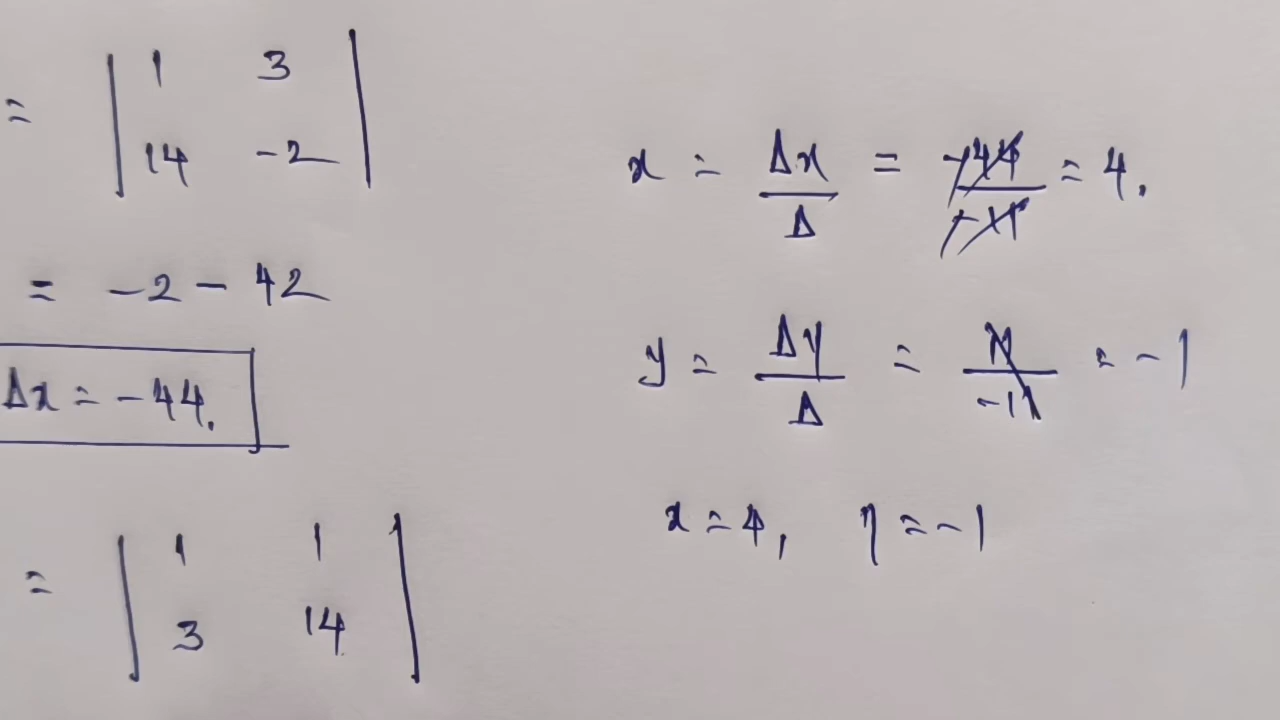 = | 1 3 |
| 14 -2 |
= -2 - 42
Δx = -44.
= | 1 1 |
| 3 14 |
x = Δx/Δ = -44/-11 = 4.
y = Δy/Δ = 11/-11 = -1
x = 4, y = -1